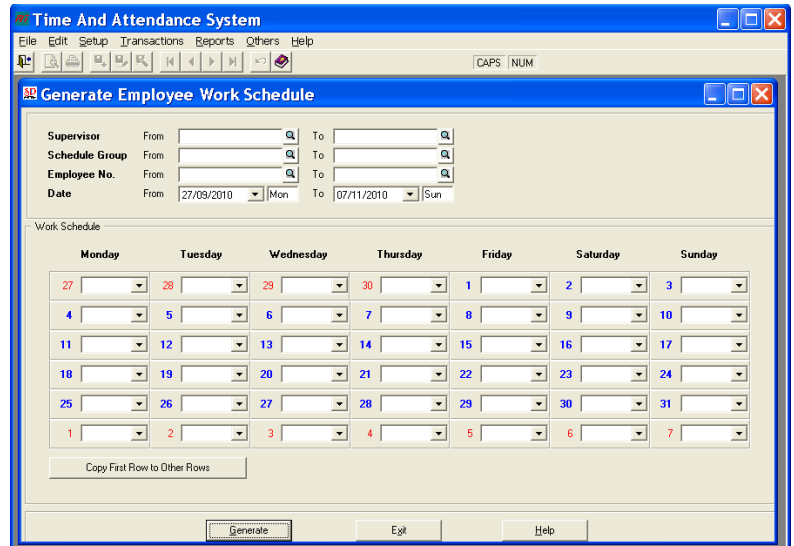 Time And Attendance System
File Edit Setup Transactions Reports Others Help
CAPS NUM
Generate Employee Work Schedule
Supervisor From To
Schedule Group From To
Employee No. From To
Date From 27/09/2010 Mon To 07/11/2010 Sun
Work Schedule
Monday Tuesday Wednesday Thursday Friday Saturday Sunday
27 28 29 30 1 2 3
4 5 6 7 8 9 10
11 12 13 14 15 16 17
18 19 20 21 22 23 24
25 26 27 28 29 30 31
1 2 3 4 5 6 7
Copy First Row to Other Rows
Generate Exit Help